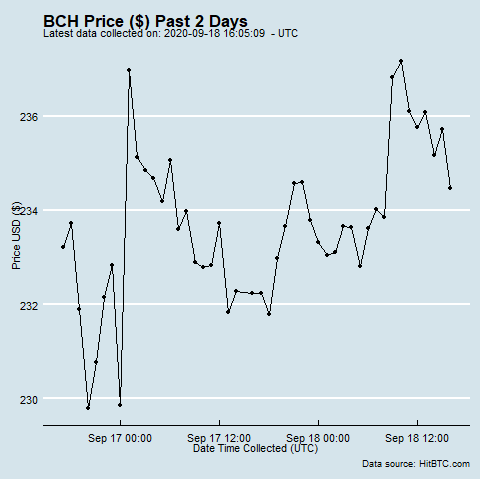 BCH Price ($) Past 2 Days
Latest data collected on: 2020-09-18 16:05:09 - UTC
236
234
232
230
Price USD ($)
Sep 17 00:00 Sep 17 12:00 Sep 18 00:00 Sep 18 12:00
Date Time Collected (UTC)
Data source: HitBTC.com